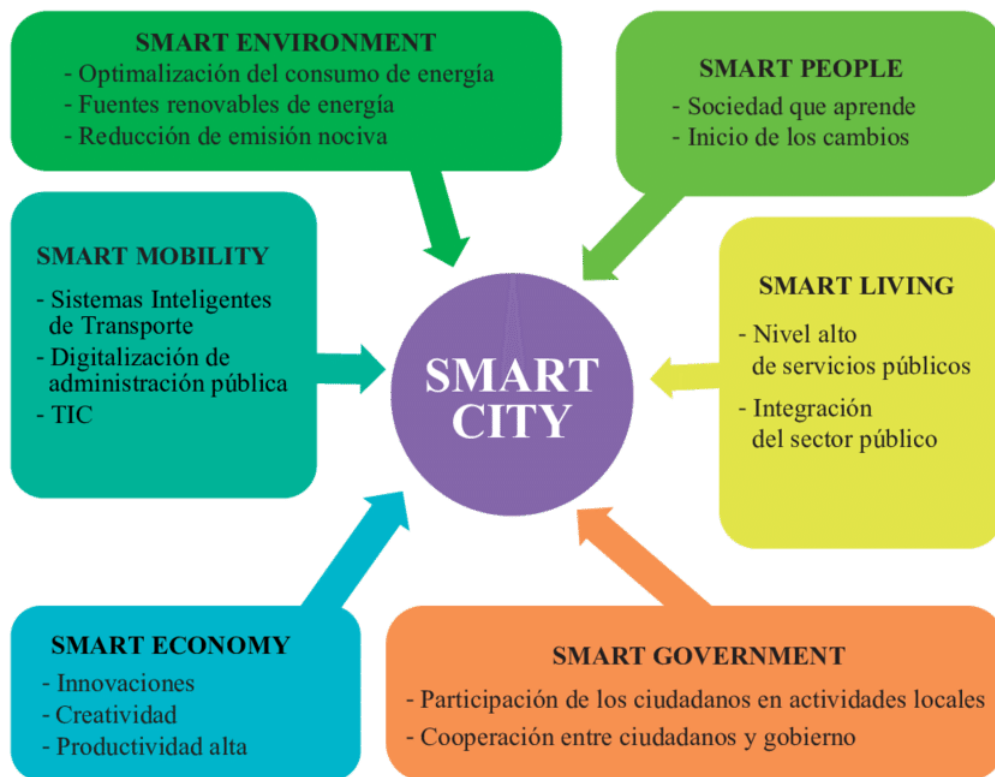 SMART ENVIRONMENT
- Optimalización del consumo de energía
- Fuentes renovables de energía
- Reducción de emisión nociva
SMART PEOPLE
- Sociedad que aprende
- Inicio de los cambios
SMART MOBILITY
- Sistemas Inteligentes
de Transporte
- Digitalización de
administración pública
- TIC
SMART
CITY
SMART LIVING
- Nivel alto
de servicios públicos
- Integración
del sector público
SMART ECONOMY
- Innovaciones
- Creatividad
- Productividad alta
SMART GOVERNMENT
- Participación de los ciudadanos en actividades locales
- Cooperación entre ciudadanos y gobierno